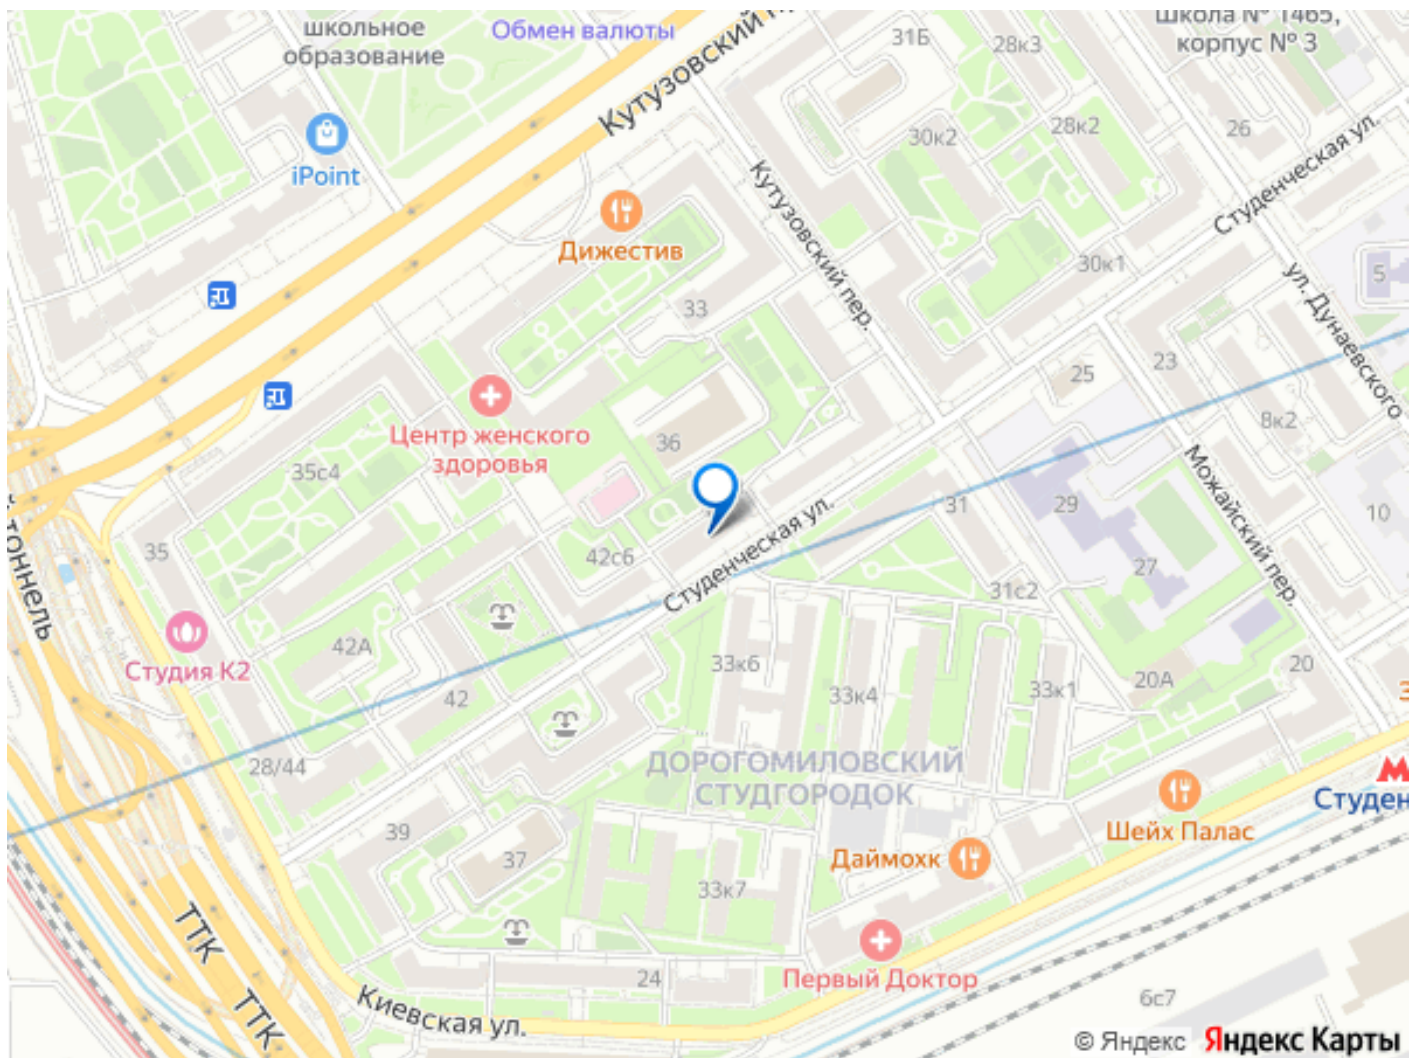 школьное
образование
Обмен валюты
Кутузовский п
31Б
28к3
Школа № 1465,
корпус № 3
26
28к2
30к2
Студенческая ул.
iPoint
Дижестив
Кутузовский пер.
30к1
5
ул. Дунаевского
33
23
25
8к2
Центр женского
здоровья
36
35с4
Можайский пер.
29
31
10
35
42с6
Студенческая ул.
27
31с2
тоннель
Студия К2
42А
33к6
33к4
33к1
20А
20
42
28/44
ДОРОГОМИЛОВСКИЙ
СТУДГОРОДОК
Студен
39
37
Шейх Палас
Даймохк
33к7
ТТК
Первый Доктор
24
Киевская ул.
ТТК
6с7
© Яндекс Яндекс Карты